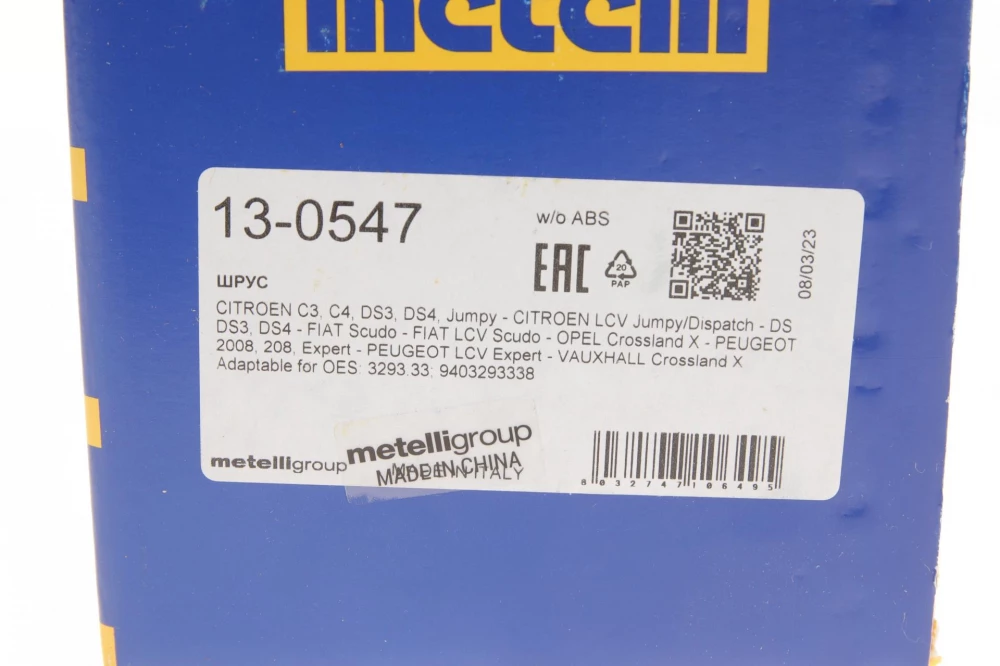 metelli
13-0547
w/o ABS
EAC
20
PAP
08/03/23
ШРУС
CITROEN C3, C4, DS3, DS4, Jumpy - CITROEN LCV Jumpy/Dispatch - DS
DS3, DS4 - FIAT Scudo - FIAT LCV Scudo - OPEL Crossland X - PEUGEOT
2008, 208, Expert - PEUGEOT LCV Expert - VAUXHALL Crossland X
Adaptable for OES: 3293.33; 9403293338
metelligroup
metelligroup
MADE IN CHINA
MADE IN ITALY
8032747106495